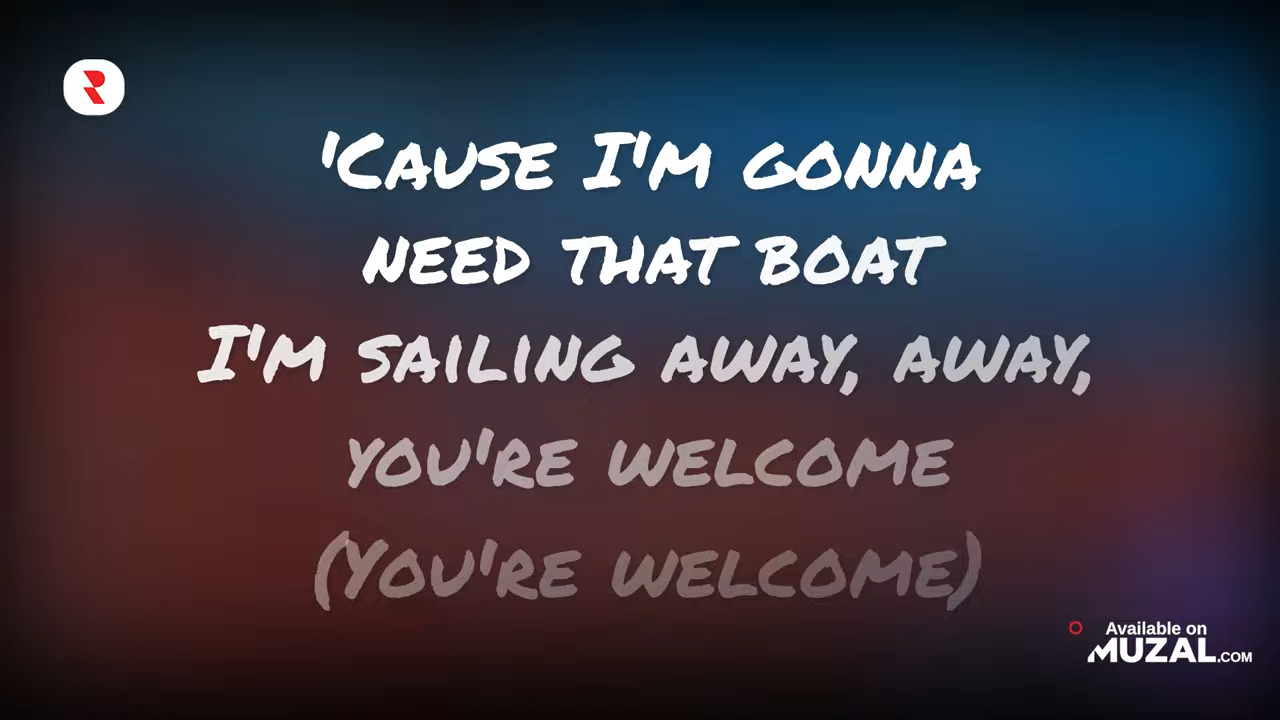 'CAUSE I'M GONNA
NEED THAT BOAT
I'M SAILING AWAY, AWAY,
YOU'RE WELCOME
(YOU'RE WELCOME)
Available on
MUZAL.COM